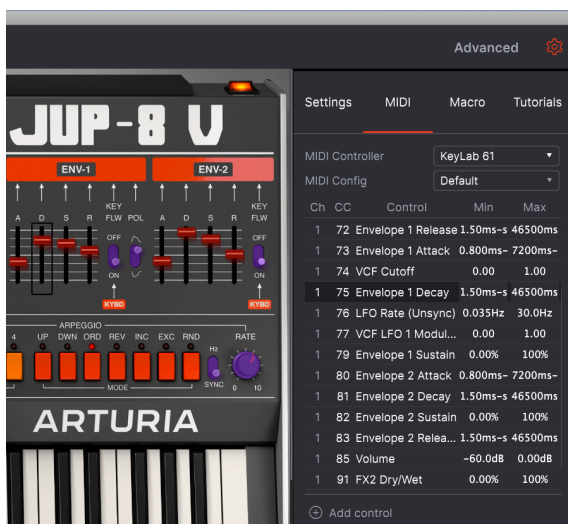 Advanced
Settings MIDI Macro Tutorials
MIDI Controller KeyLab 61
MIDI Config Default
Ch CC Control Min Max
1 72 Envelope 1 Release 1.50ms-s 46500ms
1 73 Envelope 1 Attack 0.800ms- 7200ms-
1 74 VCF Cutoff 0.00 1.00
1 75 Envelope 1 Decay 1.50ms-s 46500ms
1 76 LFO Rate (Unsync) 0.035Hz 30.0Hz
1 77 VCF LFO 1 Modul... 0.00 1.00
1 79 Envelope 1 Sustain 0.00% 100%
1 80 Envelope 2 Attack 0.800ms- 7200ms-
1 81 Envelope 2 Decay 1.50ms-s 46500ms
1 82 Envelope 2 Sustain 0.00% 100%
1 83 Envelope 2 Relea... 1.50ms-s 46500ms
1 85 Volume -60.0dB 0.00dB
1 91 FX2 Dry/Wet 0.00% 100%
Add control
JUP-8 V
ENV-1 ENV-2
KEY KEY
A D S R FLW POL A D S R FLW
OFF OFF
ON ON
KYBD KYBD
ARPEGGIO
4 UP DWN ORD REV INC EXC RND RATE
Hz
SYNC 0 10
MODE
ARTURIA